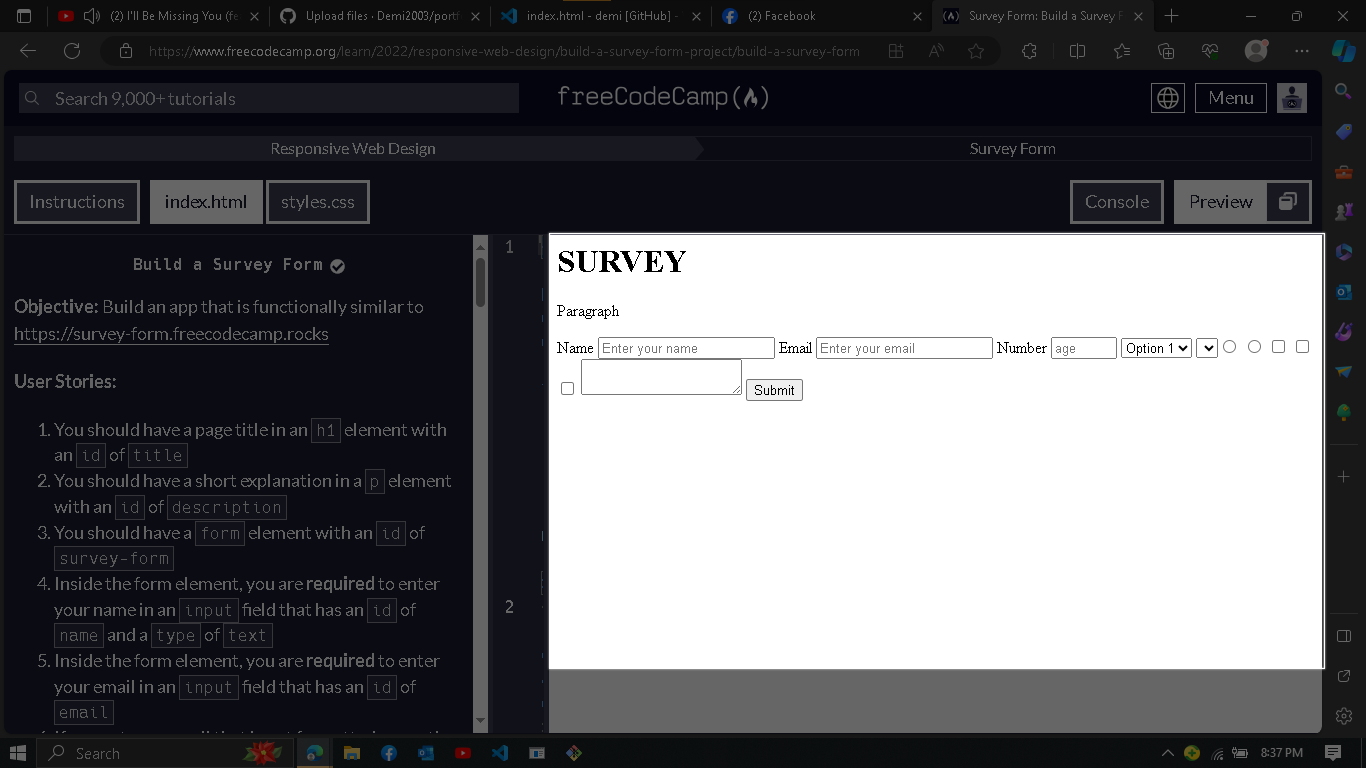 (2) I'll Be Missing You (fe
Upload files · Demi2003/portf
index.html - demi [GitHub] -
(2) Facebook
Survey Form: Build a Survey F
https://www.freecodecamp.org/learn/2022/responsive-web-design/build-a-survey-form-project/build-a-survey-form
Search 9,000+ tutorials
freeCodeCamp
Menu
Responsive Web Design
Survey Form
Instructions
index.html
styles.css
Console
Preview
Build a Survey Form
Objective: Build an app that is functionally similar to
https://survey-form.freecodecamp.rocks
User Stories:
1. You should have a page title in an h1 element with
an id of title
2. You should have a short explanation in a p element
with an id of description
3. You should have a form element with an id of
survey-form
4. Inside the form element, you are required to enter
your name in an input field that has an id of
name and a type of text
5. Inside the form element, you are required to enter
your email in an input field that has an id of
email
1
2
SURVEY
Paragraph
Name Enter your name Email Enter your email Number age Option 1
Submit
Search
8:37 PM